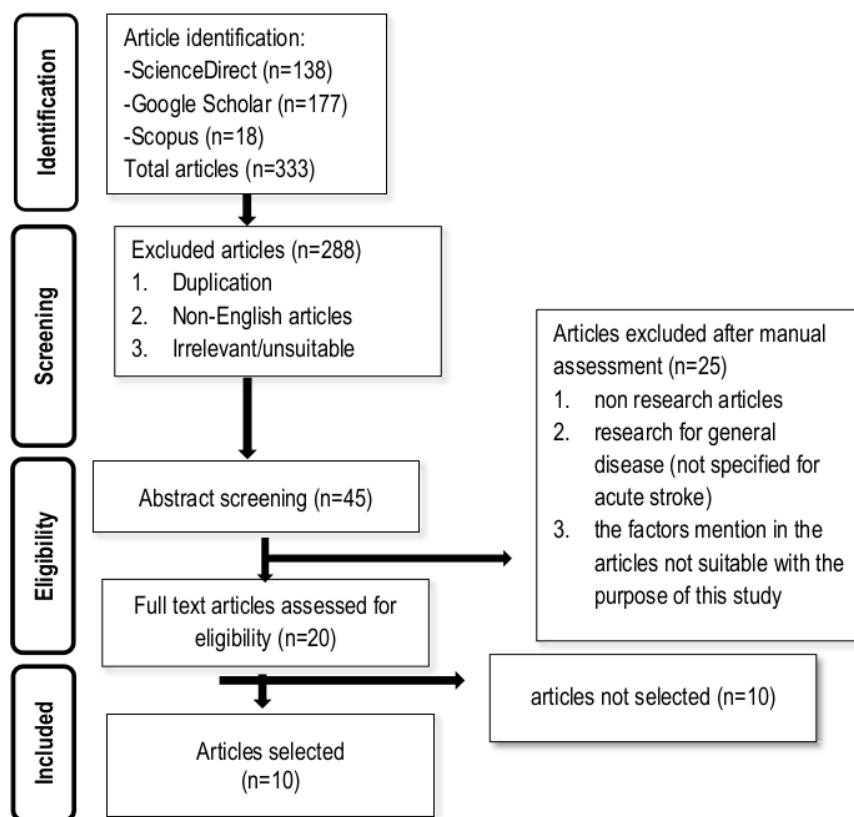 Identification
Article identification:
-ScienceDirect (n=138)
-Google Scholar (n=177)
-Scopus (n=18)
Total articles (n=333)
Screening
Excluded articles (n=288)
1. Duplication
2. Non-English articles
3. Irrelevant/unsuitable
Articles excluded after manual
assessment (n=25)
1. non research articles
2. research for general
disease (not specified for
acute stroke)
3. the factors mention in the
articles not suitable with the
purpose of this study
Eligibility
Abstract screening (n=45)
Full text articles assessed for
eligibility (n=20)
articles not selected (n=10)
Included
Articles selected
(n=10)